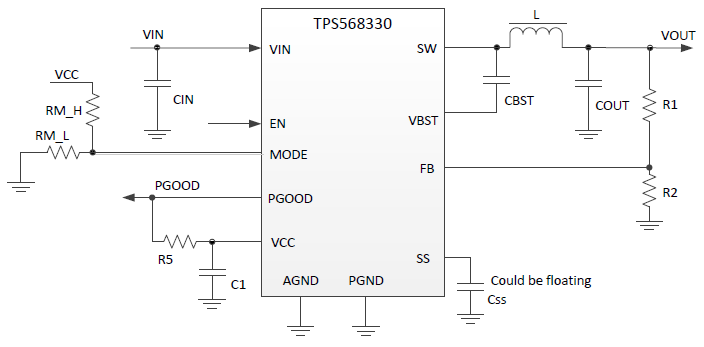 TPS568330
L
VIN
VIN
SW
VOUT
VCC
CIN
CBST
COUT
R1
RM_H
VBST
EN
RM_L
MODE
FB
PGOOD
PGOOD
R2
VCC
R5
SS
C1
AGND
PGND
Could be floating
Css